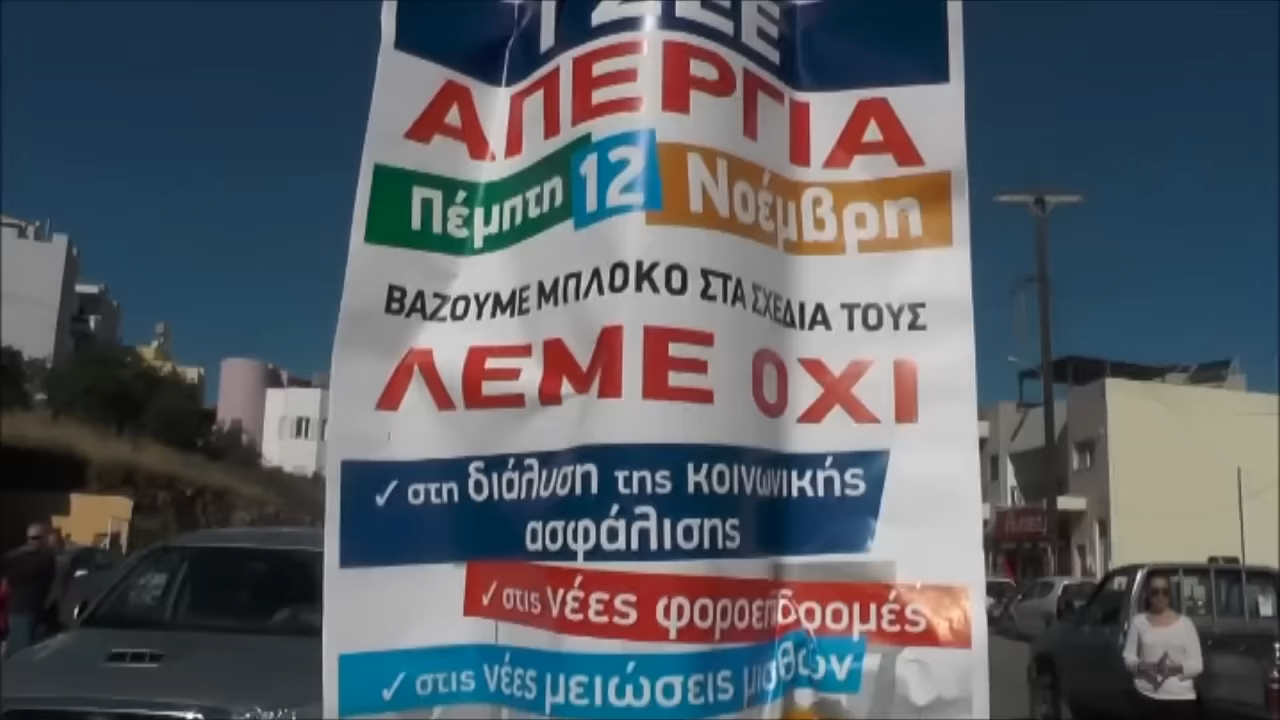 ΓΣΕΕ
ΑΠΕΡΓΙΑ
Πέμπτη 12 Νοέμβρη
ΒΑΖΟΥΜΕ ΜΠΛΟΚΟ ΣΤΑ ΣΧΕΔΙΑ ΤΟΥΣ
ΛΕΜΕ ΟΧΙ
✓ στη διάλυση της κοινωνικής
ασφάλισης
✓ στις νέες φοροεπιδρομές
✓ στις νέες μειώσεις μισθών